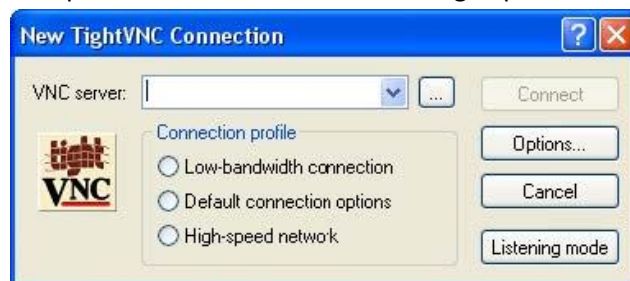 New TightVNC Connection
VNC server:
...
Connect
Connection profile
Low-bandwidth connection
Default connection options
High-speed network
Options...
Cancel
Listening mode
tight
VNC